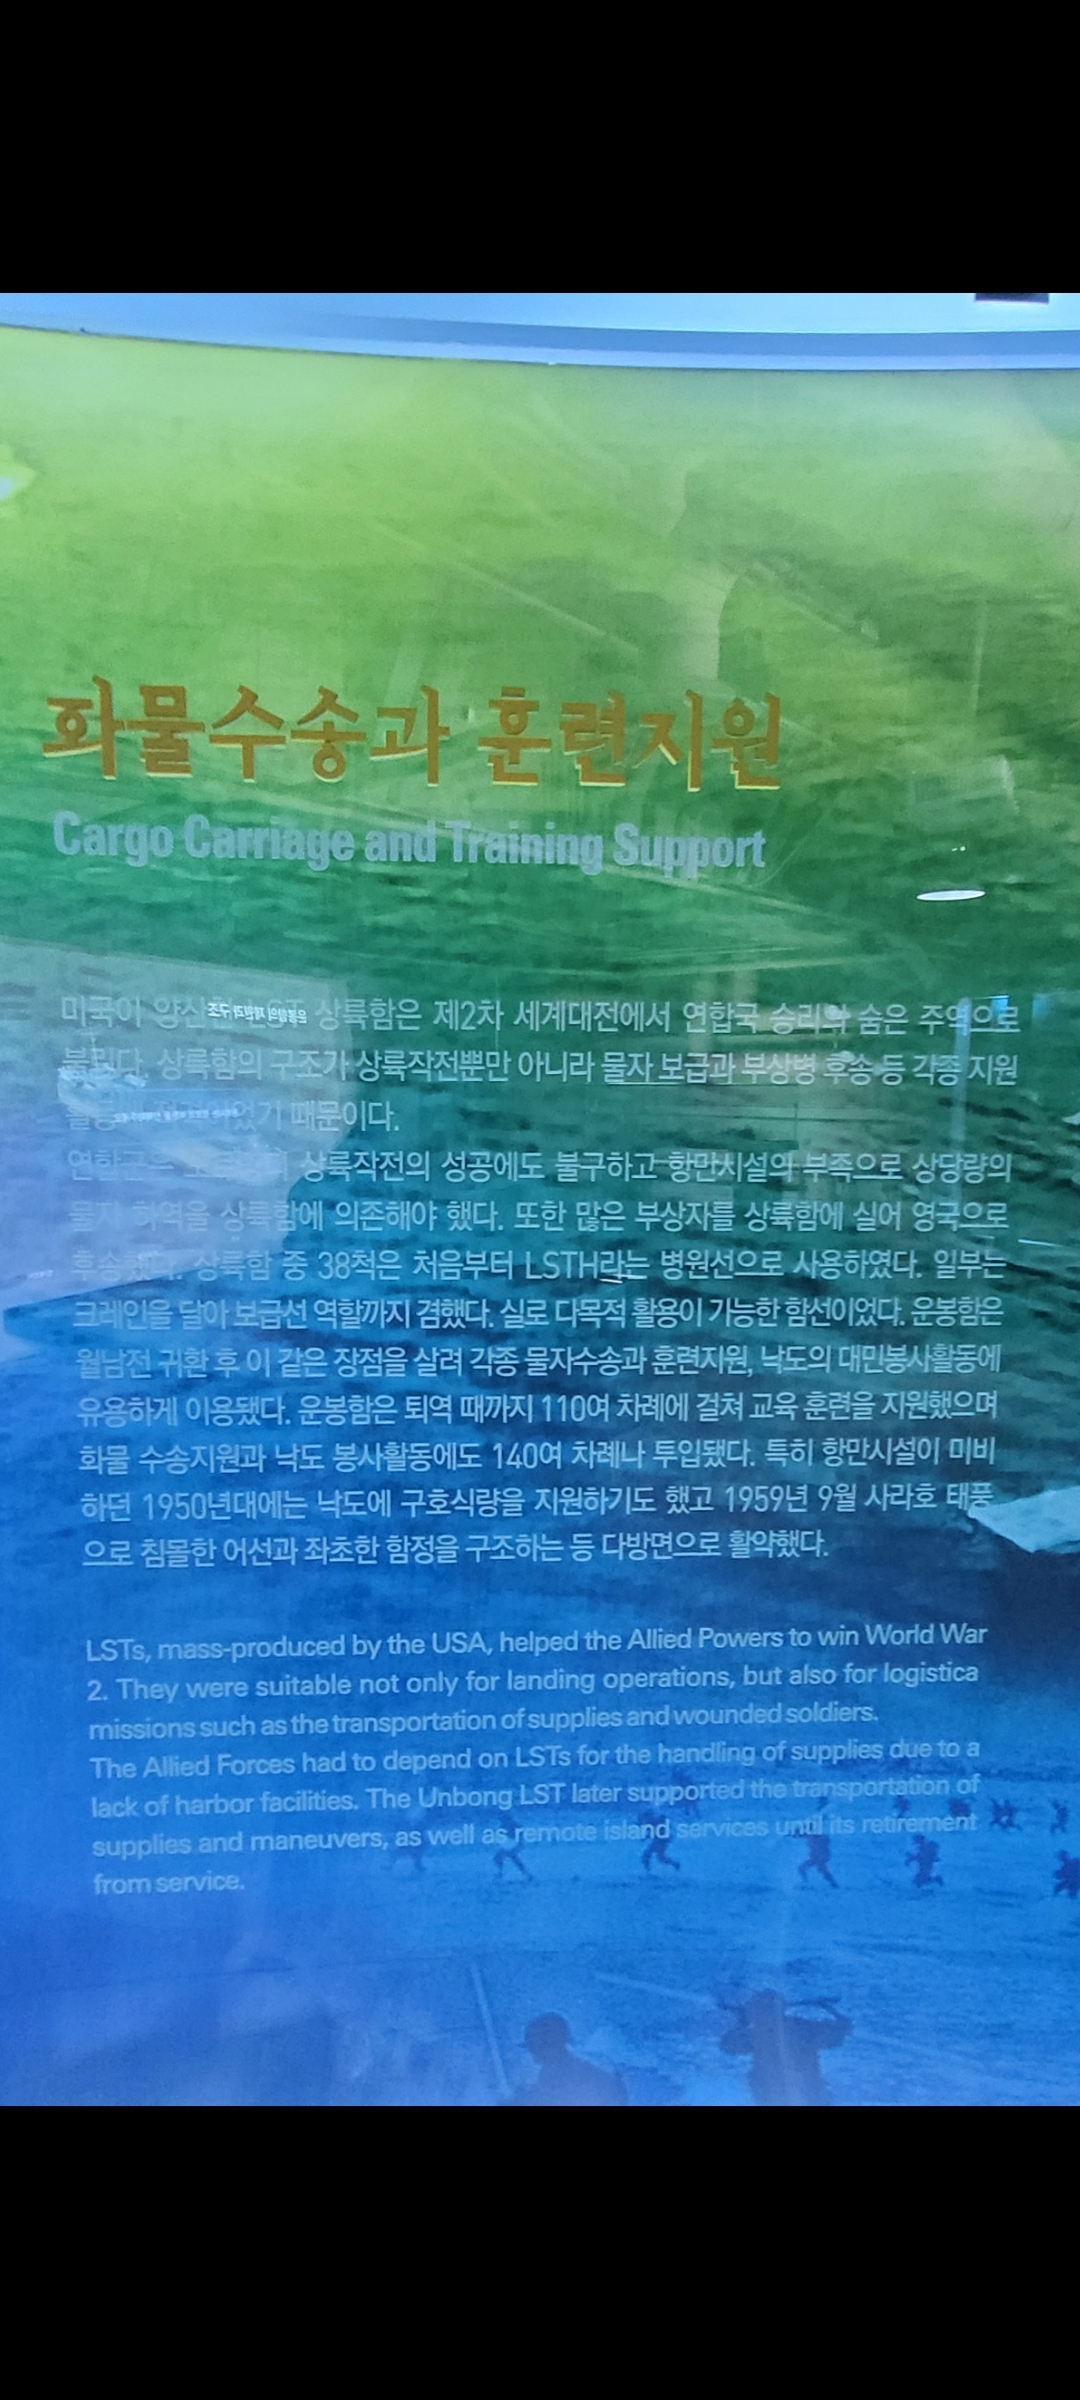 화물수송과 훈련지원
Cargo Carriage and Training Support
미국이 상륙함은 제2차 세계대전에서 연합국 승리의 숨은 주역으로
불린다. 상륙함의 구조가 상륙작전뿐만 아니라 물자 보급과 부상병 후송 등 각종 지원
때문이다.
상륙작전의 성공에도 불구하고 항만시설의 부족으로 상당량의
물자 하역을 상륙함에 의존해야 했다. 또한 많은 부상자를 상륙함에 실어 영국으로
후송했다. 상륙함 중 38척은 처음부터 LSTH라는 병원선으로 사용하였다. 일부는
크레인을 달아 보급선 역할까지 겸했다. 실로 다목적 활용이 가능한 함선이었다. 운봉함은
월남전 귀환 후 이 같은 장점을 살려 각종 물자수송과 훈련지원, 낙도의 대민봉사활동에
유용하게 이용됐다. 운봉함은 퇴역 때까지 110여 차례에 걸쳐 교육 훈련을 지원했으며
화물 수송지원과 낙도 봉사활동에도 140여 차례나 투입됐다. 특히 항만시설이 미비
하던 1950년대에는 낙도에 구호식량을 지원하기도 했고 1959년 9월 사라호 태풍
으로 침몰한 어선과 좌초한 함정을 구조하는 등 다방면으로 활약했다.
LSTs, mass-produced by the USA, helped the Allied Powers to win World War
2. They were suitable not only for landing operations, but also for logistica
missions such as the transportation of supplies and wounded soldiers.
The Allied Forces had to depend on LSTs for the handling of supplies due to a
lack of harbor facilities. The Unbong LST later supported the transportation of
supplies and maneuvers, as well as remote island services until its retirement
from service.